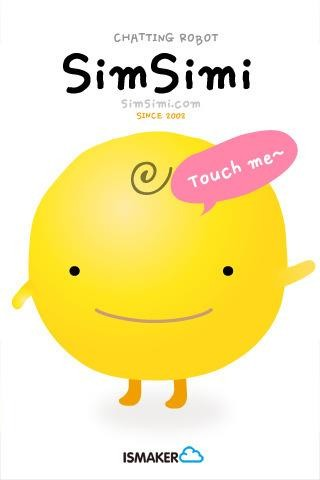 CHATTING ROBOT
SimSimi
SimSimi.com
SINCE 2002
Touch me~
ISMAKER